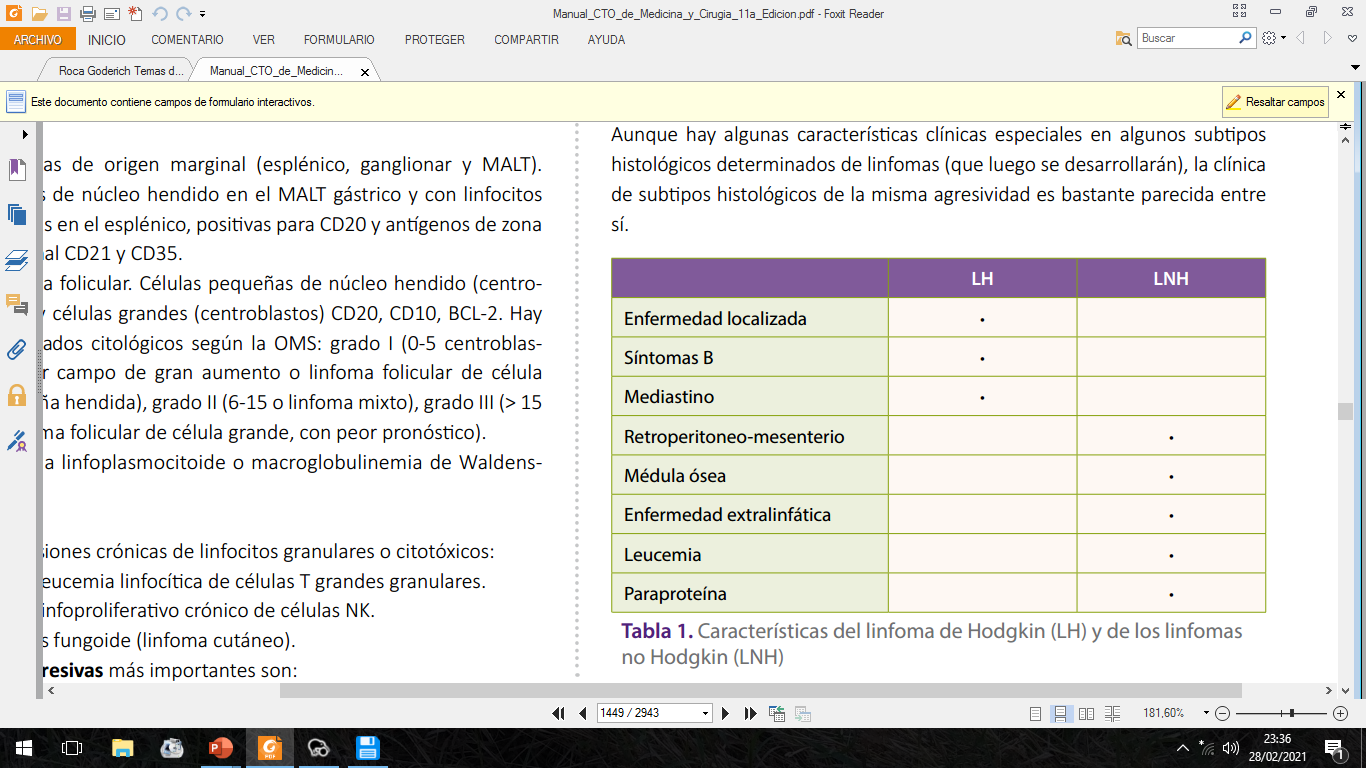 Manual_CTO_de_Medicina_y_Cirugia_11a_Edicion.pdf - Foxit Reader
ARCHIVO INICIO COMENTARIO VER FORMULARIO PROTEGER COMPARTIR AYUDA
Buscar
Roca Goderich Temas d... Manual_CTO_de_Medicin...
Este documento contiene campos de formulario interactivos.
Resaltar campos
as de origen marginal (esplénico, ganglionar y MALT).
s de núcleo hendido en el MALT gástrico y con linfocitos
s en el esplénico, positivas para CD20 y antígenos de zona
al CD21 y CD35.
a folicular. Células pequeñas de núcleo hendido (centro-
y células grandes (centroblastos) CD20, CD10, BCL-2. Hay
ados citológicos según la OMS: grado I (0-5 centroblas-
r campo de gran aumento o linfoma folicular de célula
ña hendida), grado II (6-15 o linfoma mixto), grado III (> 15
ma folicular de célula grande, con peor pronóstico).
a linfoplasmocitoide o macroglobulinemia de Waldens-
siones crónicas de linfocitos granulares o citotóxicos:
eucemia linfocítica de células T grandes granulares.
infoproliferativo crónico de células NK.
s fungoide (linfoma cutáneo).
resivas más importantes son:
Aunque hay algunas características clínicas especiales en algunos subtipos
histológicos determinados de linfomas (que luego se desarrollarán), la clínica
de subtipos histológicos de la misma agresividad es bastante parecida entre
sí.
LH LNH
Enfermedad localizada •
Síntomas B •
Mediastino •
Retroperitoneo-mesenterio •
Médula ósea •
Enfermedad extralinfática •
Leucemia •
Paraproteína •
Tabla 1. Características del linfoma de Hodgkin (LH) y de los linfomas
no Hodgkin (LNH)
1449 / 2943
181,60%
23:36
28/02/2021
1